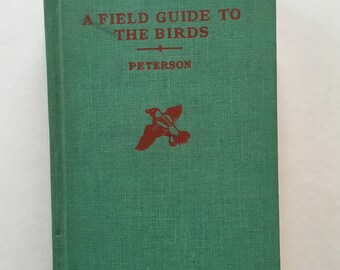 A FIELD GUIDE TO
THE BIRDS
PETERSON